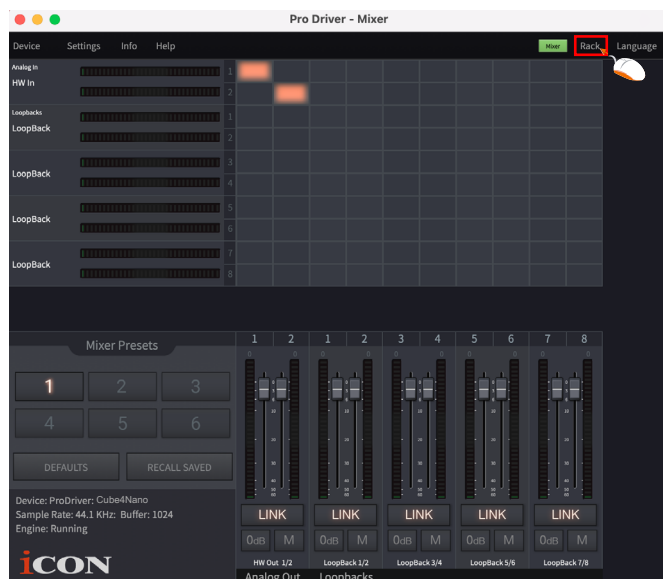 Pro Driver - Mixer
Device Settings Info Help Mixer Rack Language
Analog In
HW In
1
2
Loopbacks
LoopBack
1
2
LoopBack
3
4
LoopBack
5
6
LoopBack
7
8
Mixer Presets
1 2 3
4 5 6
DEFAULTS RECALL SAVED
Device: ProDriver: Cube4Nano
Sample Rate: 44.1 KHz: Buffer: 1024
Engine: Running
iCON
1 2 1 2 3 4 5 6 7 8
LINK LINK LINK LINK LINK
0dB M 0dB M 0dB M 0dB M 0dB M
HW Out 1/2 LoopBack 1/2 LoopBack 3/4 LoopBack 5/6 LoopBack 7/8
Analog Out Loopbacks